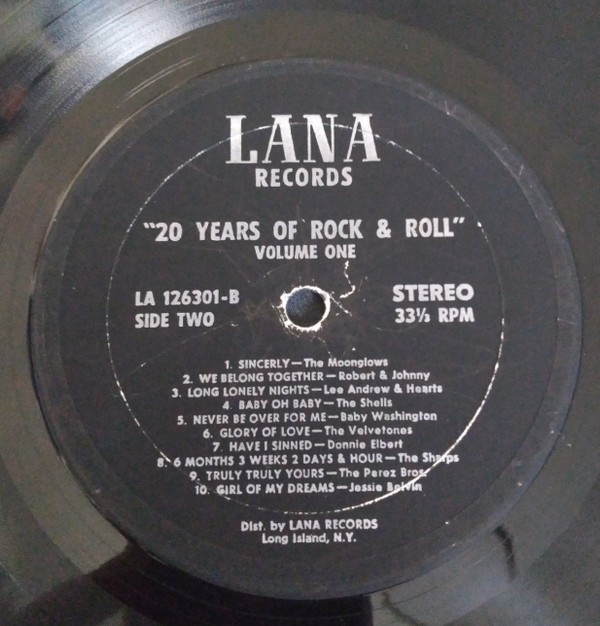 LANA
RECORDS
"20 YEARS OF ROCK & ROLL"
VOLUME ONE
LA 126301-B
SIDE TWO
STEREO
33⅓ RPM
1. SINCERLY—The Moonglows
2. WE BELONG TOGETHER—Robert & Johnny
3. LONG LONELY NIGHTS—Lee Andrew & Hearts
4. BABY OH BABY—The Shells
5. NEVER BE OVER FOR ME—Baby Washington
6. GLORY OF LOVE—The Velvetones
7. HAVE I SINNED—Donnie Elbert
8. 6 MONTHS 3 WEEKS 2 DAYS & HOUR—The Sharps
9. TRULY TRULY YOURS—The Perez Bros.
10. GIRL OF MY DREAMS—Jessie Belvin
Dist. by LANA RECORDS
Long Island, N.Y.